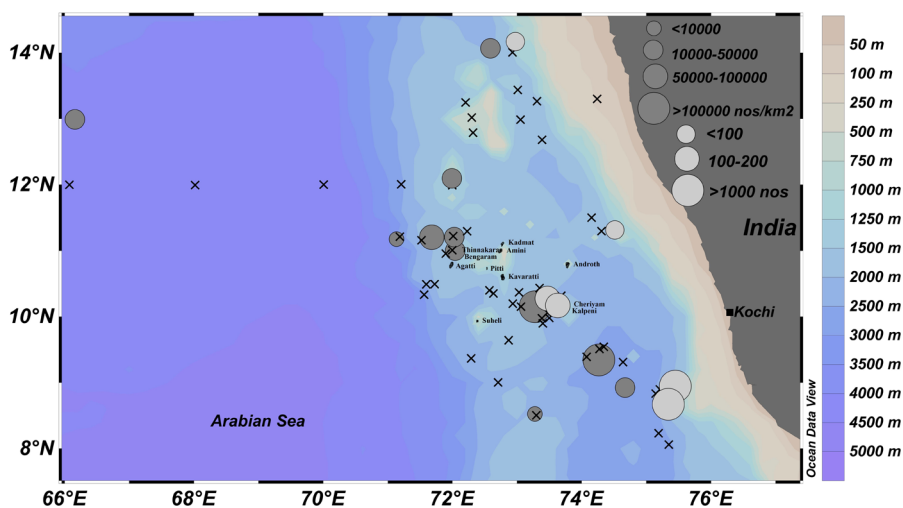 14°N
12°N
10°N
8°N
66°E
68°E
70°E
72°E
74°E
76°E
<10000
10000-50000
50000-100000
>100000 nos/km2
<100
100-200
>1000 nos
India
Kochi
Arabian Sea
Kadmat
Thinnakara
Amini
Bengaram
Agatti
Pitti
Androth
Kavaratti
Cheriyam
Kalpeni
Suheli
Ocean Data View
50 m
100 m
250 m
500 m
750 m
1000 m
1250 m
1500 m
2000 m
2500 m
3000 m
3500 m
4000 m
4500 m
5000 m